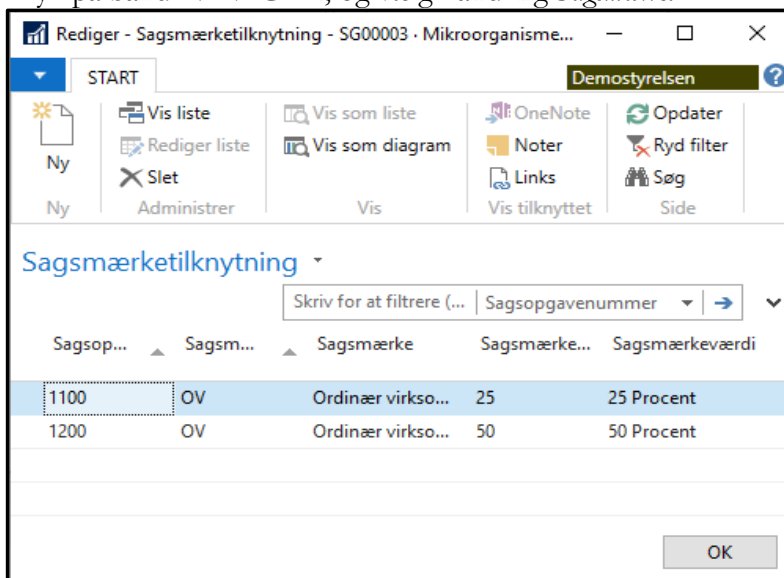 Rediger - Sagsmærketilknytning - SG00003 · Mikroorganisme...
START
Demostyrelsen
Ny
Vis liste
Rediger liste
Slet
Vis som liste
Vis som diagram
OneNote
Noter
Links
Opdater
Ryd filter
Søg
Ny Administrer Vis Vis tilknyttet Side
Sagsmærketilknytning
Skriv for at filtrere (... Sagsopgavenummer
Sagsop... Sagsm... Sagsmærke Sagsmærke... Sagsmærkeværdi
1100 OV Ordinær virkso... 25 25 Procent
1200 OV Ordinær virkso... 50 50 Procent
OK